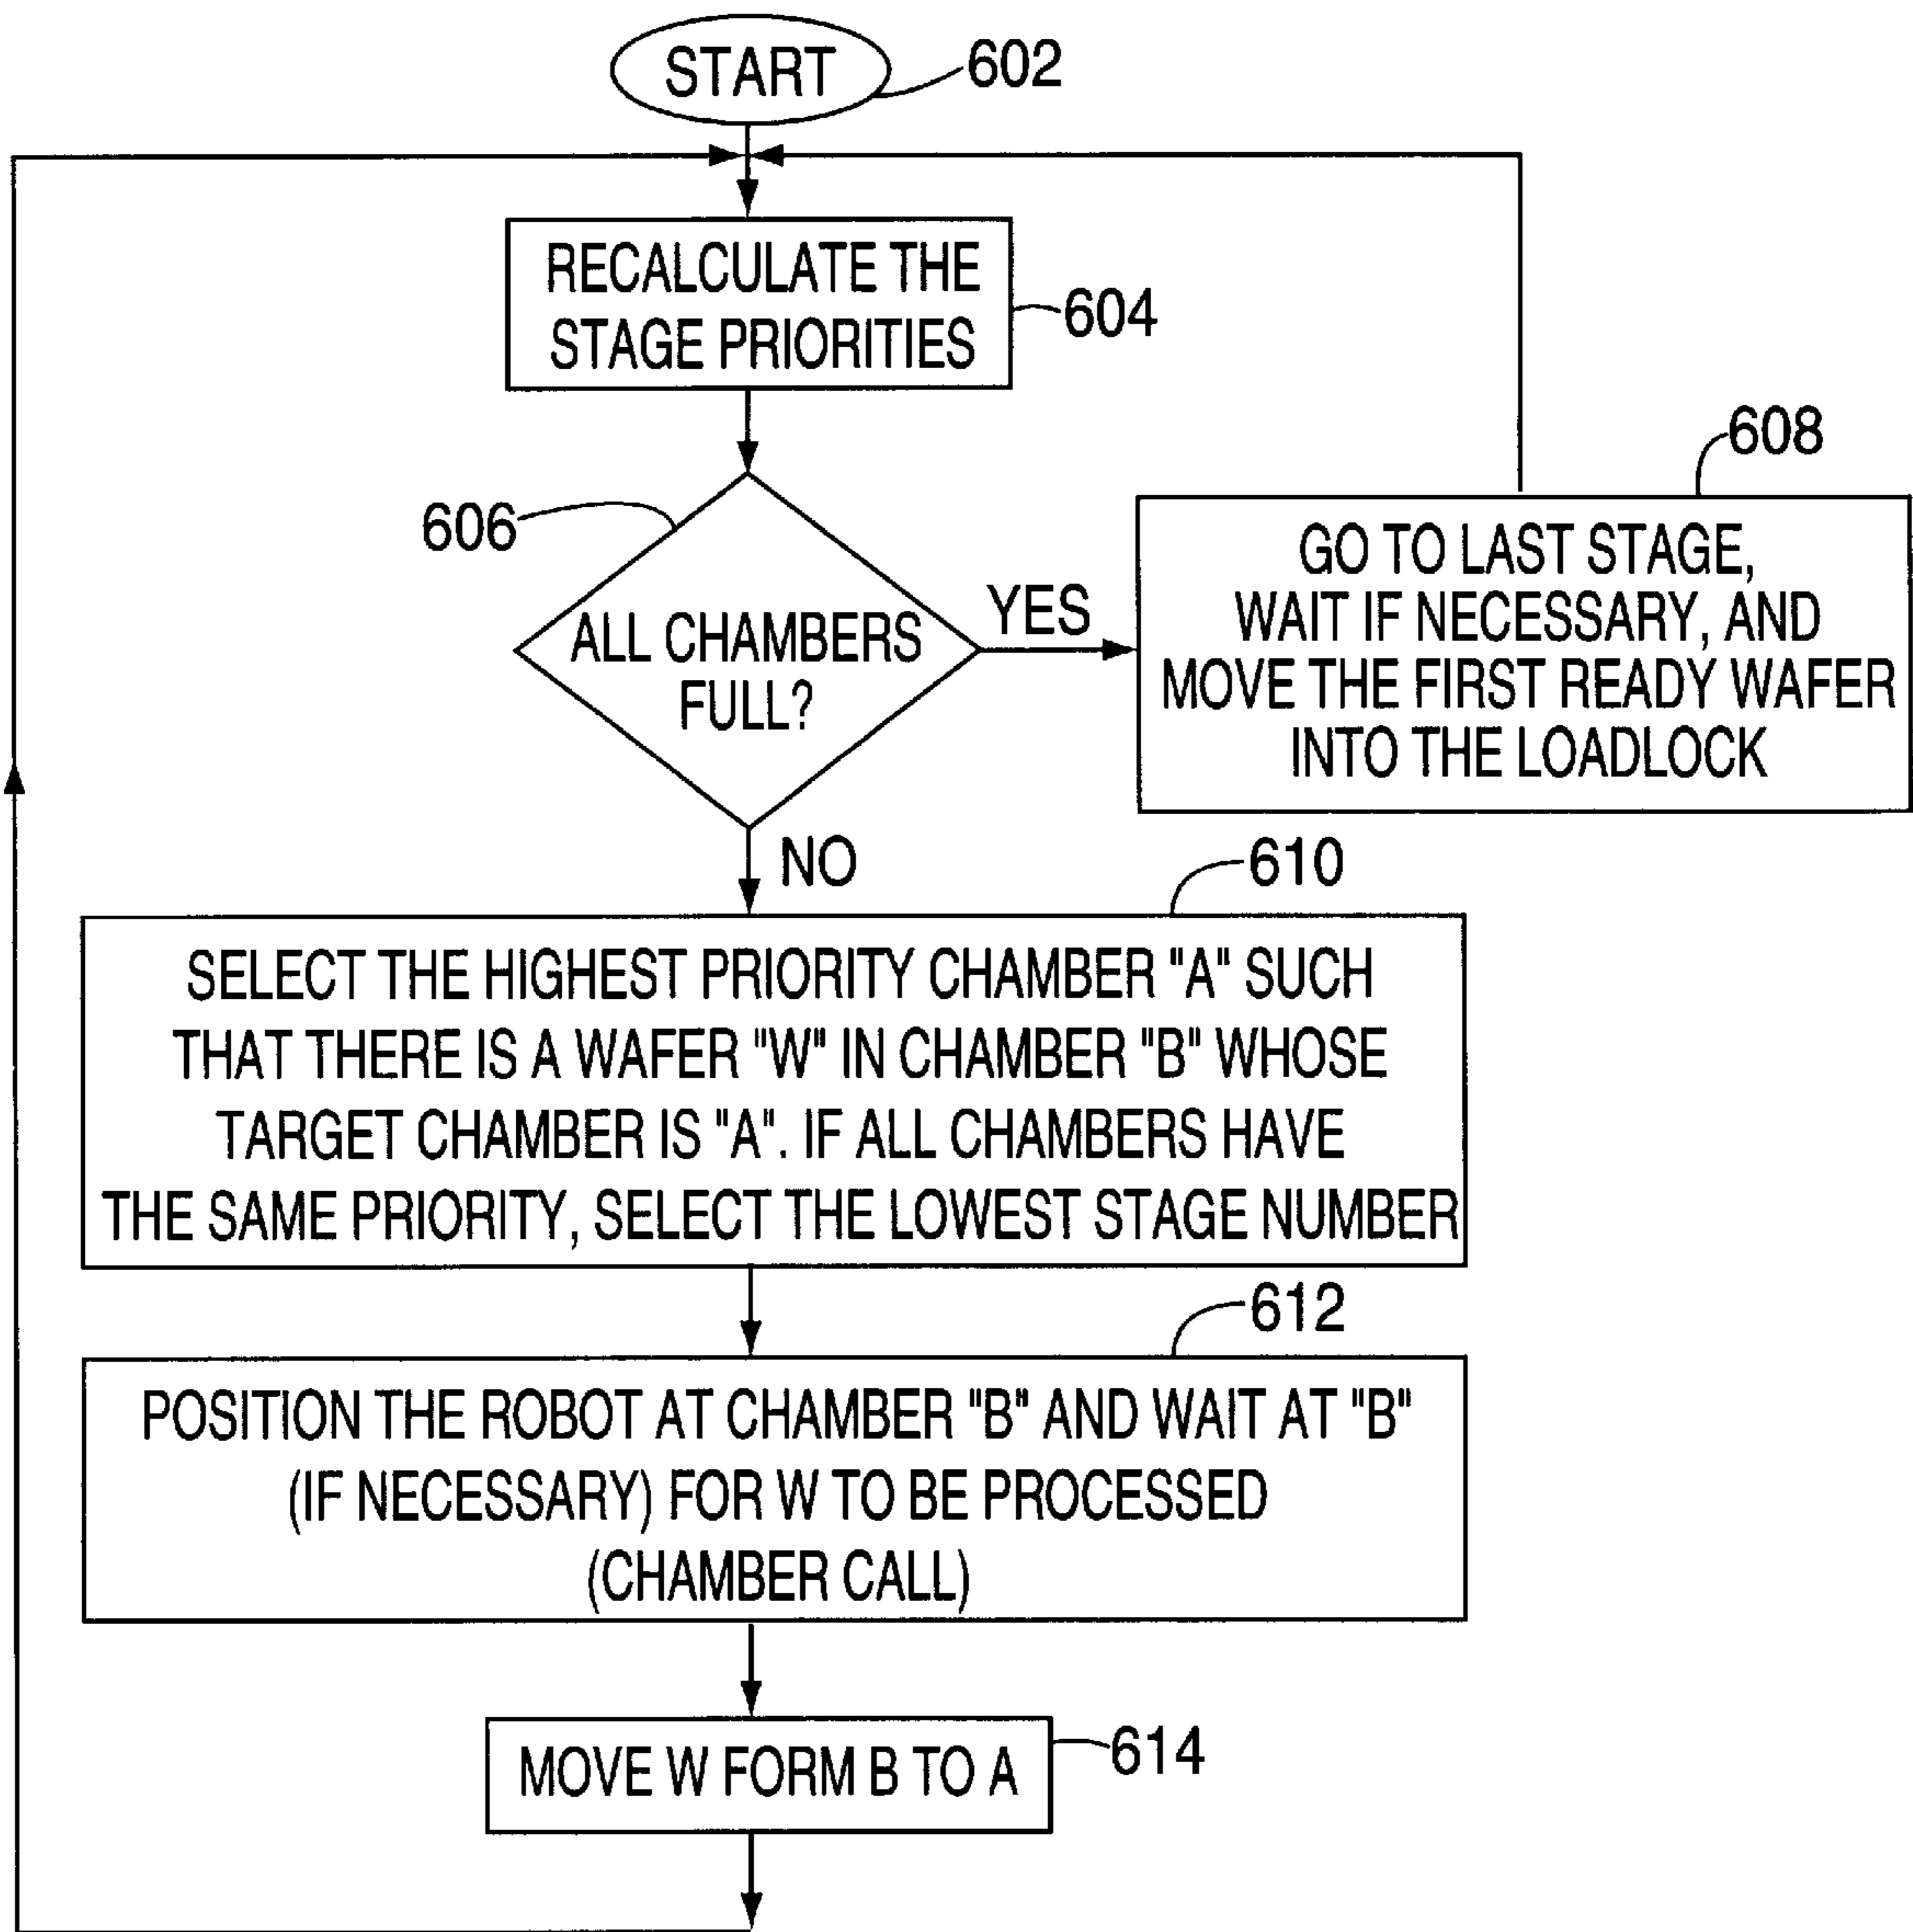 START
602
RECALCULATE THE
STAGE PRIORITIES
604
606
ALL CHAMBERS
FULL?
YES
608
GO TO LAST STAGE,
WAIT IF NECESSARY, AND
MOVE THE FIRST READY WAFER
INTO THE LOADLOCK
NO
610
SELECT THE HIGHEST PRIORITY CHAMBER "A" SUCH
THAT THERE IS A WAFER "W" IN CHAMBER "B" WHOSE
TARGET CHAMBER IS "A". IF ALL CHAMBERS HAVE
THE SAME PRIORITY, SELECT THE LOWEST STAGE NUMBER
612
POSITION THE ROBOT AT CHAMBER "B" AND WAIT AT "B"
(IF NECESSARY) FOR W TO BE PROCESSED
(CHAMBER CALL)
MOVE W FORM B TO A
614